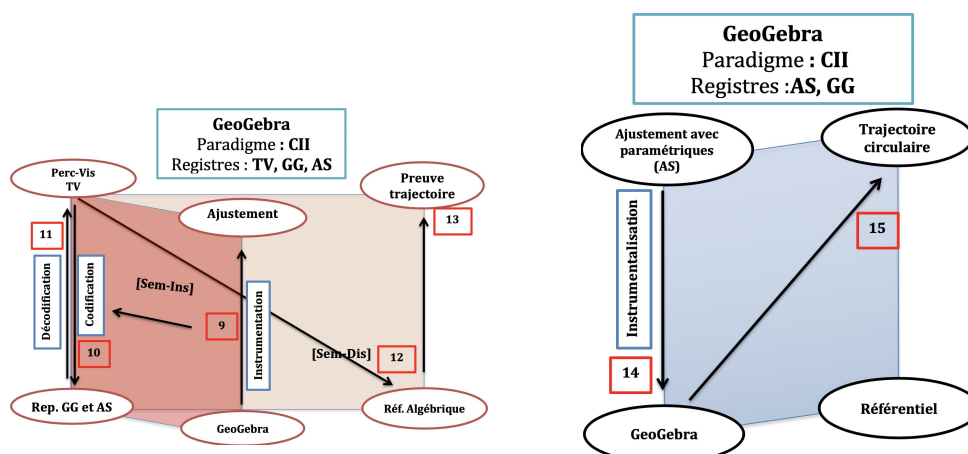 GeoGebra
Paradigme : CII
Registres : TV, GG, AS
Perc-Vis
TV
Ajustement
Preuve
trajectoire
11
13
Décodification
Codification
[Sem-Ins]
9
Instrumentation
10
[Sem-Dis]
12
Rep. GG et AS
GeoGebra
Réf. Algébrique
GeoGebra
Paradigme : CII
Registres :AS, GG
Ajustement avec
paramétriques
(AS)
Trajectoire
circulaire
Instrumentalisation
15
14
GeoGebra
Référentiel